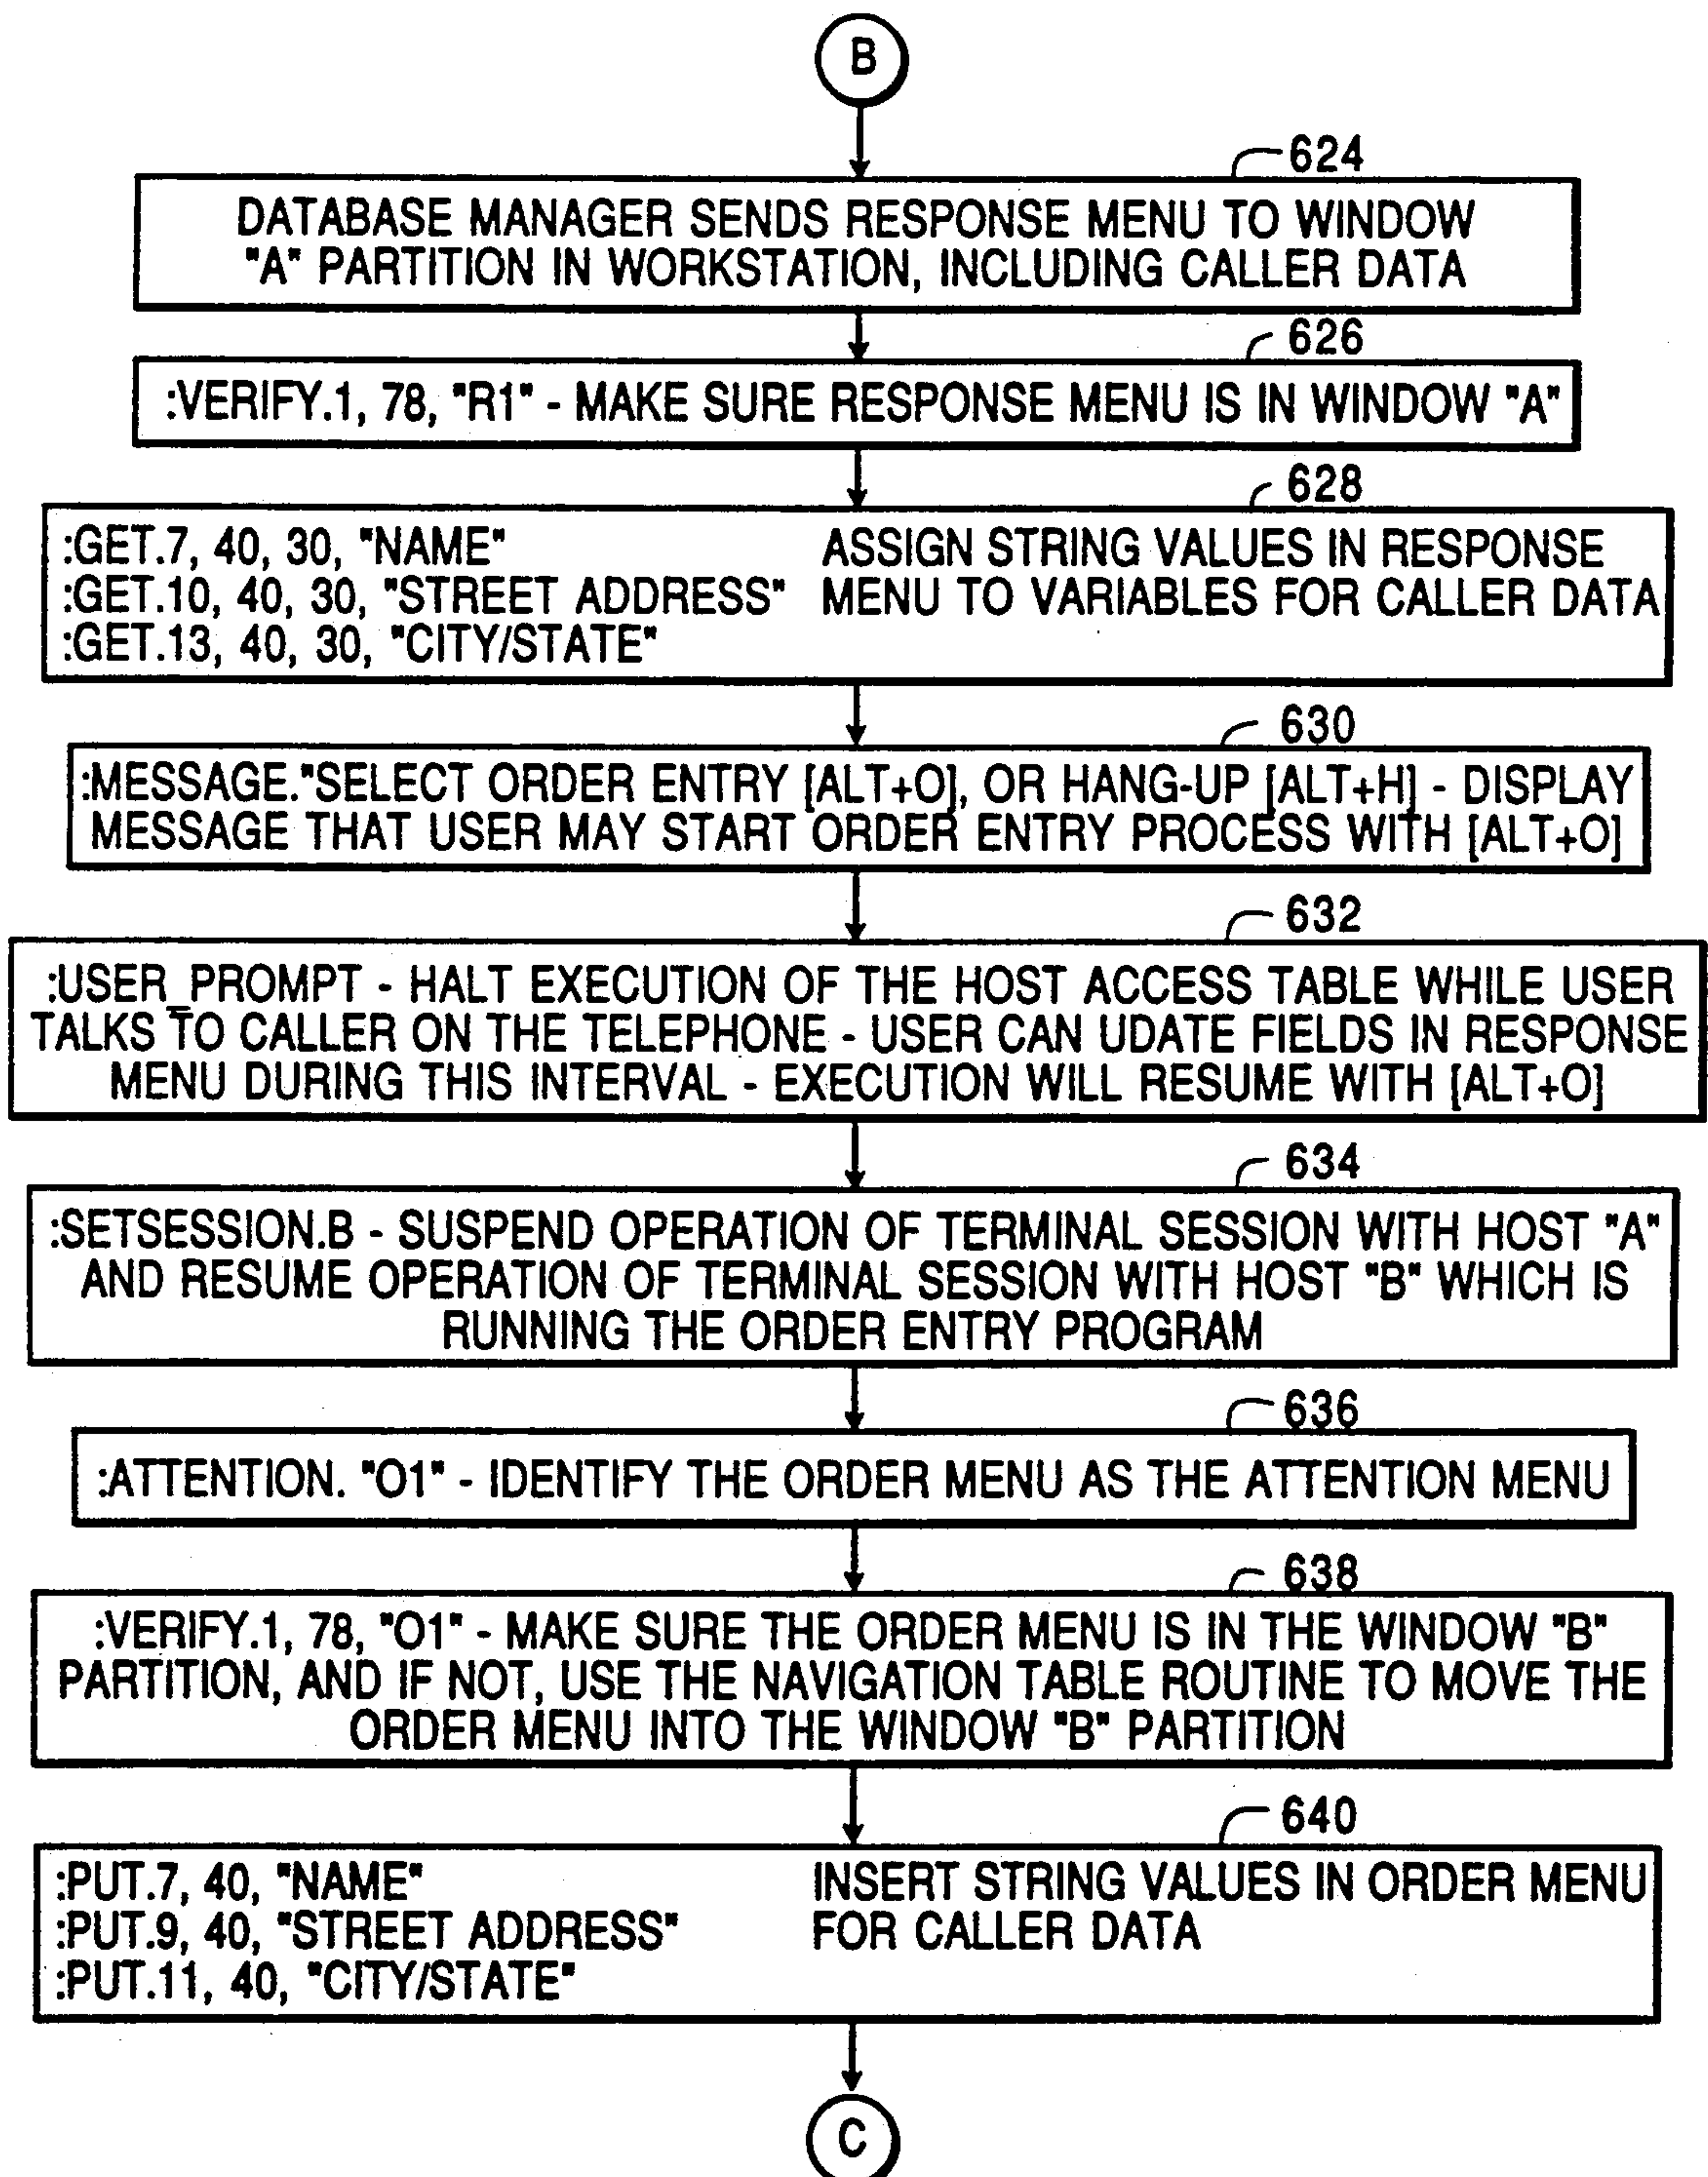 B
624
DATABASE MANAGER SENDS RESPONSE MENU TO WINDOW
"A" PARTITION IN WORKSTATION, INCLUDING CALLER DATA
626
:VERIFY.1, 78, "R1" - MAKE SURE RESPONSE MENU IS IN WINDOW "A"
628
:GET.7, 40, 30, "NAME" ASSIGN STRING VALUES IN RESPONSE
:GET.10, 40, 30, "STREET ADDRESS" MENU TO VARIABLES FOR CALLER DATA
:GET.13, 40, 30, "CITY/STATE"
630
:MESSAGE."SELECT ORDER ENTRY [ALT+O], OR HANG-UP [ALT+H] - DISPLAY
MESSAGE THAT USER MAY START ORDER ENTRY PROCESS WITH [ALT+O]
632
:USER_PROMPT - HALT EXECUTION OF THE HOST ACCESS TABLE WHILE USER
TALKS TO CALLER ON THE TELEPHONE - USER CAN UDATE FIELDS IN RESPONSE
MENU DURING THIS INTERVAL - EXECUTION WILL RESUME WITH [ALT+O]
634
:SETSESSION.B - SUSPEND OPERATION OF TERMINAL SESSION WITH HOST "A"
AND RESUME OPERATION OF TERMINAL SESSION WITH HOST "B" WHICH IS
RUNNING THE ORDER ENTRY PROGRAM
636
:ATTENTION. "O1" - IDENTIFY THE ORDER MENU AS THE ATTENTION MENU
638
:VERIFY.1, 78, "O1" - MAKE SURE THE ORDER MENU IS IN THE WINDOW "B"
PARTITION, AND IF NOT, USE THE NAVIGATION TABLE ROUTINE TO MOVE THE
ORDER MENU INTO THE WINDOW "B" PARTITION
640
:PUT.7, 40, "NAME" INSERT STRING VALUES IN ORDER MENU
:PUT.9, 40, "STREET ADDRESS" FOR CALLER DATA
:PUT.11, 40, "CITY/STATE"
C